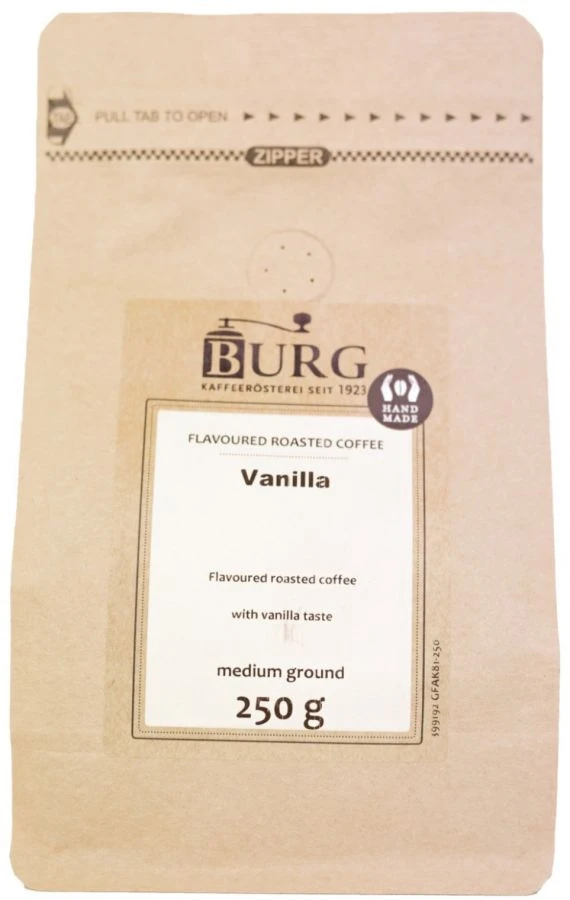 TAB
PULL TAB TO OPEN
ZIPPER
BURG
KAFFEERÖSTEREI SEIT 1923
HAND
MADE
FLAVOURED ROASTED COFFEE
Vanilla
Flavoured roasted coffee
with vanilla taste
medium ground
250 g
399192 GFAK81-250